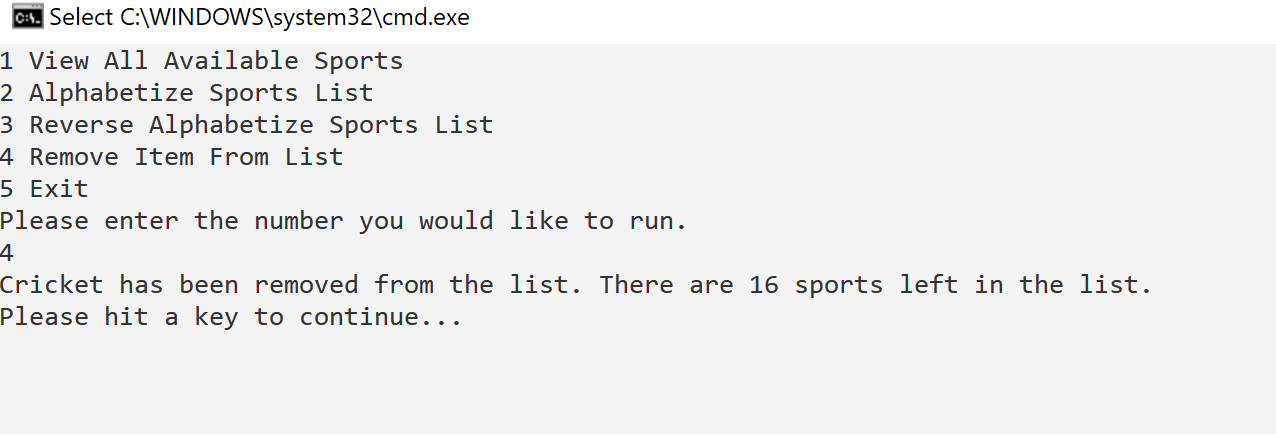 Select C:\WINDOWS\system32\cmd.exe
1 View All Available Sports
2 Alphabetize Sports List
3 Reverse Alphabetize Sports List
4 Remove Item From List
5 Exit
Please enter the number you would like to run.
4
Cricket has been removed from the list. There are 16 sports left in the list.
Please hit a key to continue...